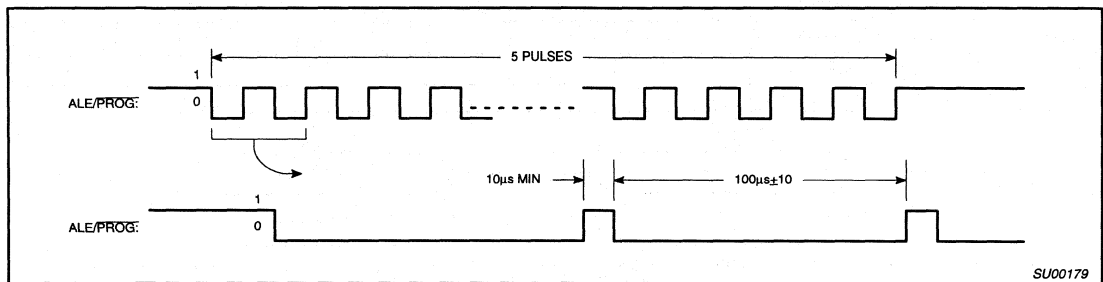 5 PULSES
1
ALE/PROG:
0
10µs MIN
100µs±10
1
ALE/PROG:
0
SU00179